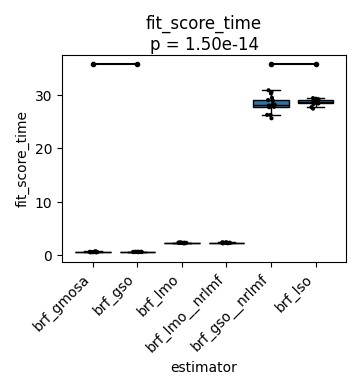 fit_score_time
p = 1.50e-14
fit_score_time
30
20
10
0
brf_gmosa
brf_gso
brf_lmo
brf_lmo__nrlmf
brf_gso__nrlmf
brf_lso
estimator